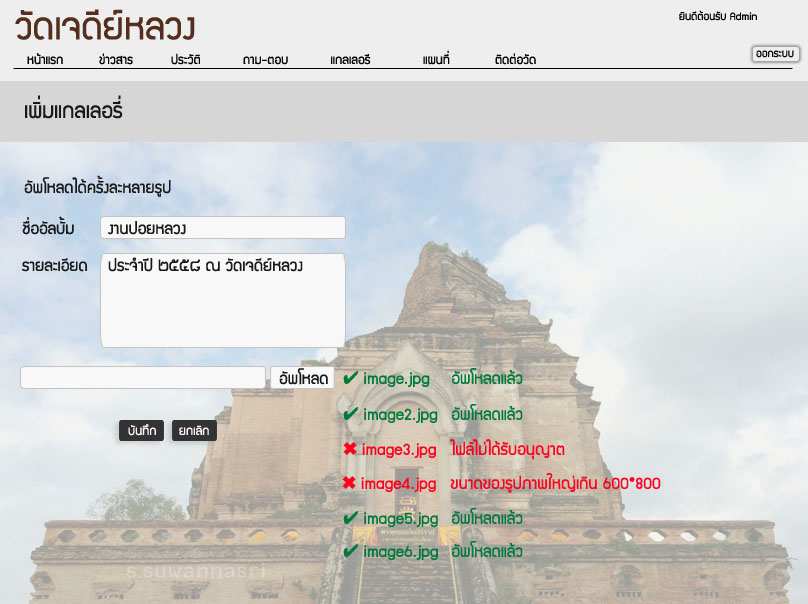 วัดเจดีย์หลวง
ยินดีต้อนรับ Admin
หน้าแรก ข่าวสาร ประวัติ ถาม-ตอบ แกลเลอรี แผนที่ ติดต่อวัด
ออกระบบ
เพิ่มแกลเลอรี่
อัพโหลดได้ครั้งละหลายรูป
ชื่ออัลบั้ม งานปอยหลวง
รายละเอียด ประจำปี ๒๕๕๘ ณ วัดเจดีย์หลวง
อัพโหลด ✔ image.jpg อัพโหลดแล้ว
✔ image2.jpg อัพโหลดแล้ว
บันทึก ยกเลิก
✖ image3.jpg ไฟล์ไม่ได้รับอนุญาต
✖ image4.jpg ขนาดของรูปภาพใหญ่เกิน 600*800
✔ image5.jpg อัพโหลดแล้ว
✔ image6.jpg อัพโหลดแล้ว
s.suwannasri